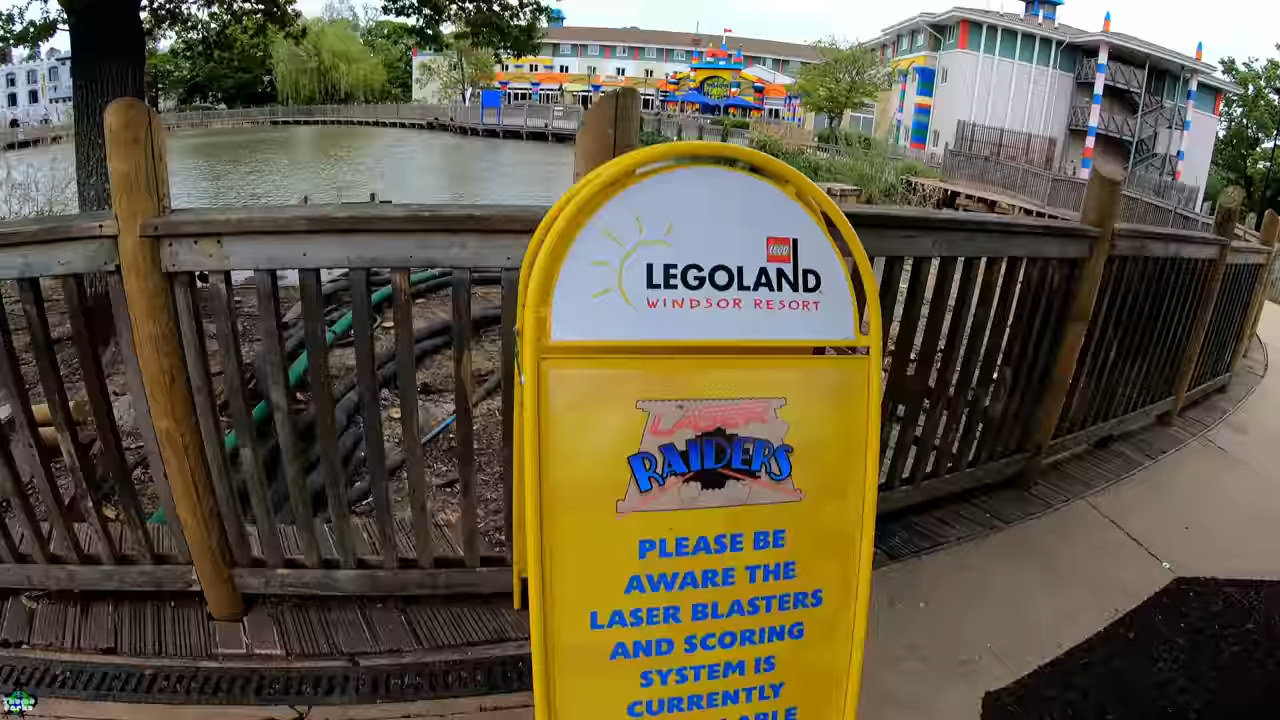 LEGO
LEGOLAND
WINDSOR RESORT
LASER
RAIDERS
PLEASE BE
AWARE THE
LASER BLASTERS
AND SCORING
SYSTEM IS
CURRENTLY